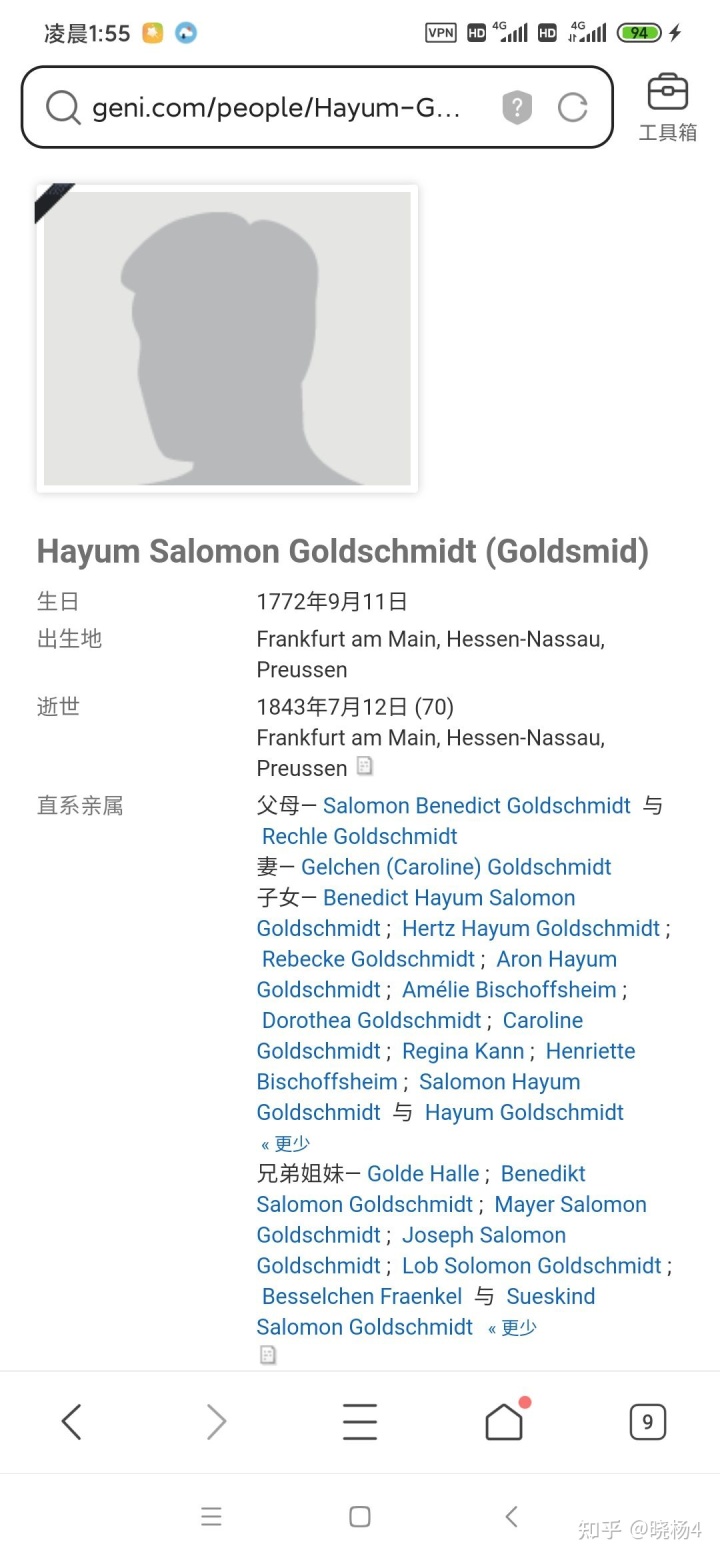 凌晨1:55 VPN HD 4G HD 4G 94
geni.com/people/Hayum-G... ?
工具箱
Hayum Salomon Goldschmidt (Goldsmid)
生日 1772年9月11日
出生地 Frankfurt am Main, Hessen-Nassau,
Preussen
逝世 1843年7月12日 (70)
Frankfurt am Main, Hessen-Nassau,
Preussen
直系亲属 父母— Salomon Benedict Goldschmidt 与
Rechle Goldschmidt
妻— Gelchen (Caroline) Goldschmidt
子女— Benedict Hayum Salomon
Goldschmidt ; Hertz Hayum Goldschmidt ;
Rebecke Goldschmidt ; Aron Hayum
Goldschmidt ; Amélie Bischoffsheim ;
Dorothea Goldschmidt ; Caroline
Goldschmidt ; Regina Kann ; Henriette
Bischoffsheim ; Salomon Hayum
Goldschmidt 与 Hayum Goldschmidt
« 更少
兄弟姐妹— Golde Halle ; Benedikt
Salomon Goldschmidt ; Mayer Salomon
Goldschmidt ; Joseph Salomon
Goldschmidt ; Lob Solomon Goldschmidt ;
Besselchen Fraenkel 与 Sueskind
Salomon Goldschmidt « 更少
9
知乎 @晓杨4